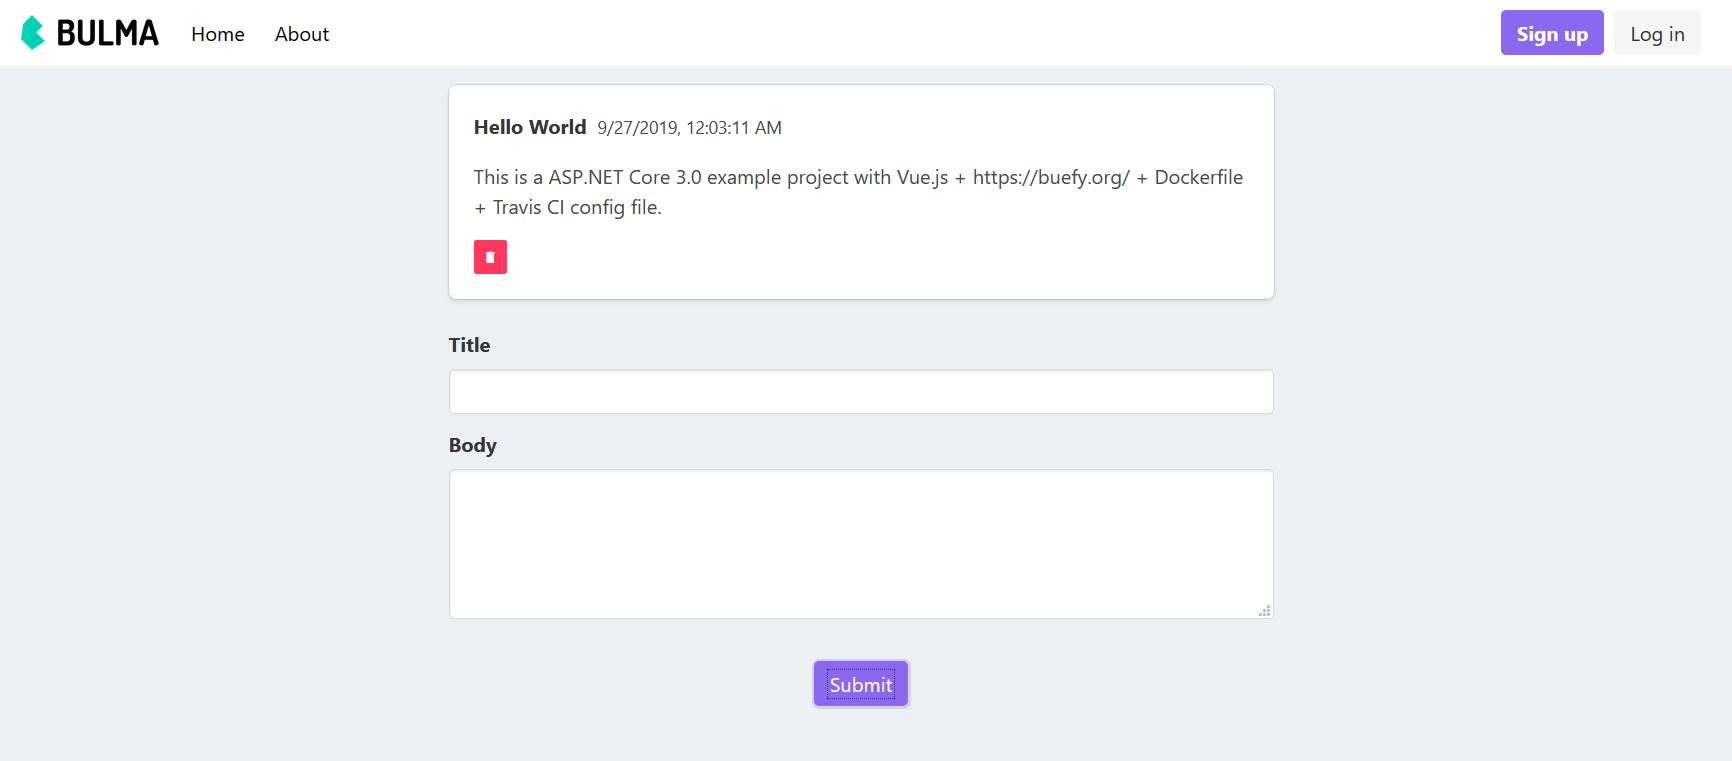 BULMA Home About Sign up Log in
Hello World 9/27/2019, 12:03:11 AM
This is a ASP.NET Core 3.0 example project with Vue.js + https://buefy.org/ + Dockerfile
+ Travis CI config file.
Title
Body
Submit